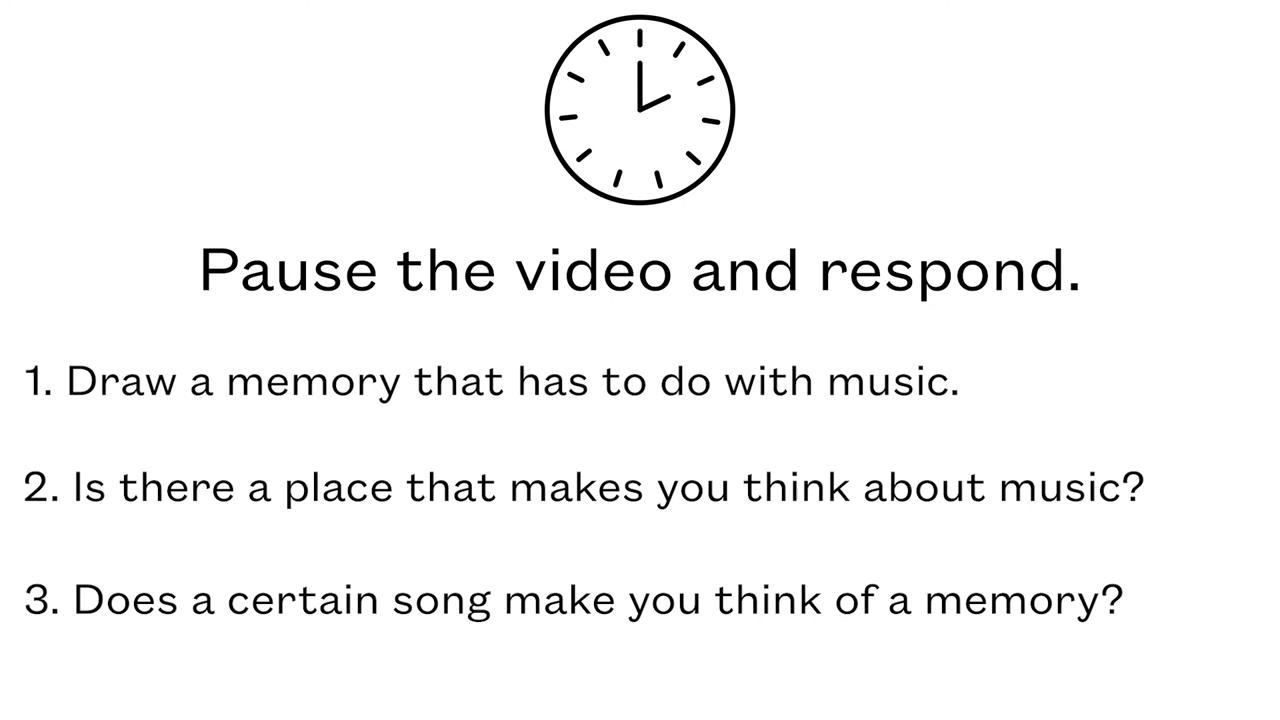 Pause the video and respond.
1. Draw a memory that has to do with music.
2. Is there a place that makes you think about music?
3. Does a certain song make you think of a memory?